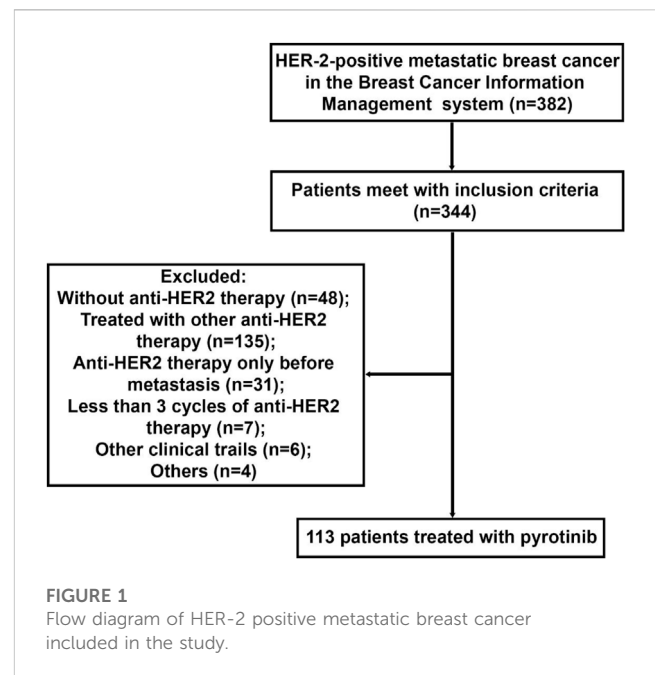 HER-2-positive metastatic breast cancer
in the Breast Cancer Information
Management system (n=382)
Patients meet with inclusion criteria
(n=344)
Excluded:
Without anti-HER2 therapy (n=48);
Treated with other anti-HER2
therapy (n=135);
Anti-HER2 therapy only before
metastasis (n=31);
Less than 3 cycles of anti-HER2
therapy (n=7);
Other clinical trails (n=6);
Others (n=4)
113 patients treated with pyrotinib
FIGURE 1
Flow diagram of HER-2 positive metastatic breast cancer
included in the study.